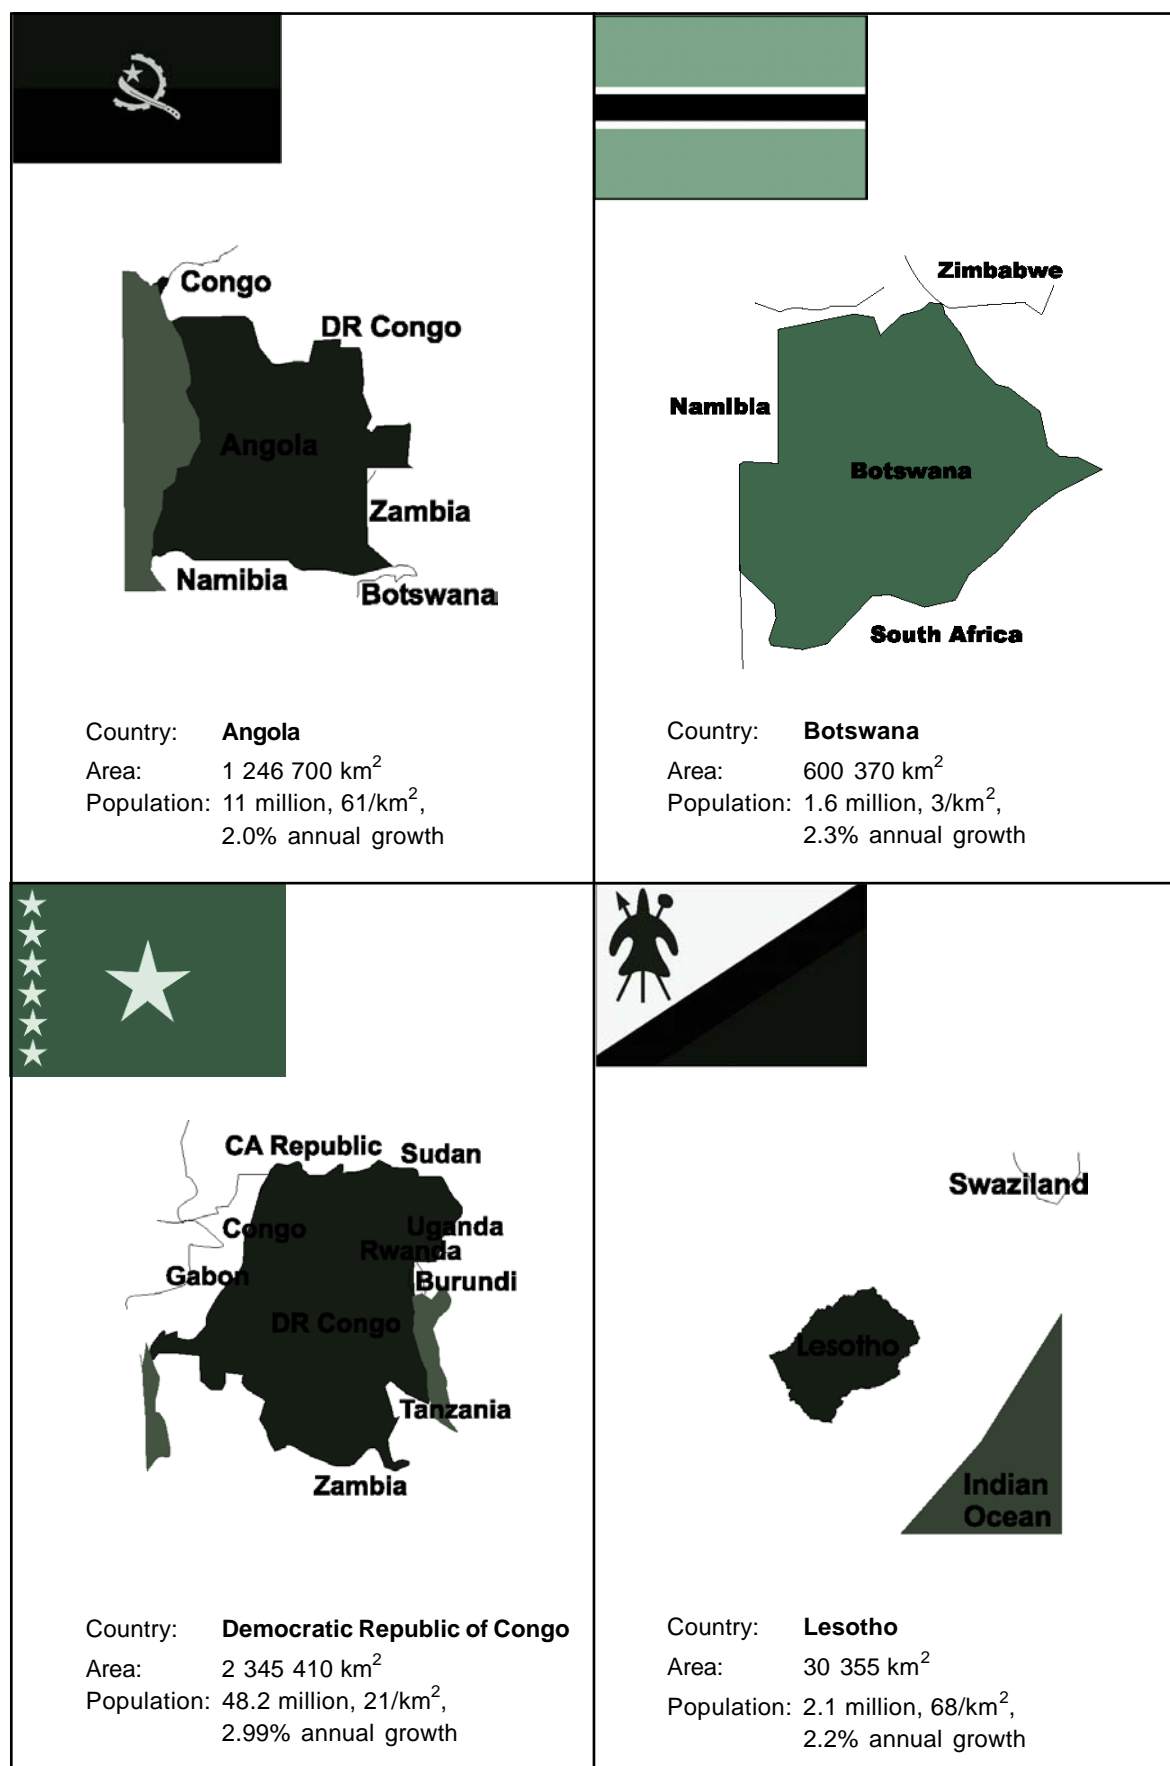 Congo
DR Congo
Angola
Zambia
Namibia
Botswana
Country: Angola
Area: 1 246 700 km²
Population: 11 million, 61/km²,
2.0% annual growth
Zimbabwe
Namibia
Botswana
South Africa
Country: Botswana
Area: 600 370 km²
Population: 1.6 million, 3/km²,
2.3% annual growth
CA Republic
Sudan
Congo
Uganda
Rwanda
Gabon
Burundi
DR Congo
Tanzania
Zambia
Country: Democratic Republic of Congo
Area: 2 345 410 km²
Population: 48.2 million, 21/km²,
2.99% annual growth
Swaziland
Lesotho
Indian
Ocean
Country: Lesotho
Area: 30 355 km²
Population: 2.1 million, 68/km²,
2.2% annual growth